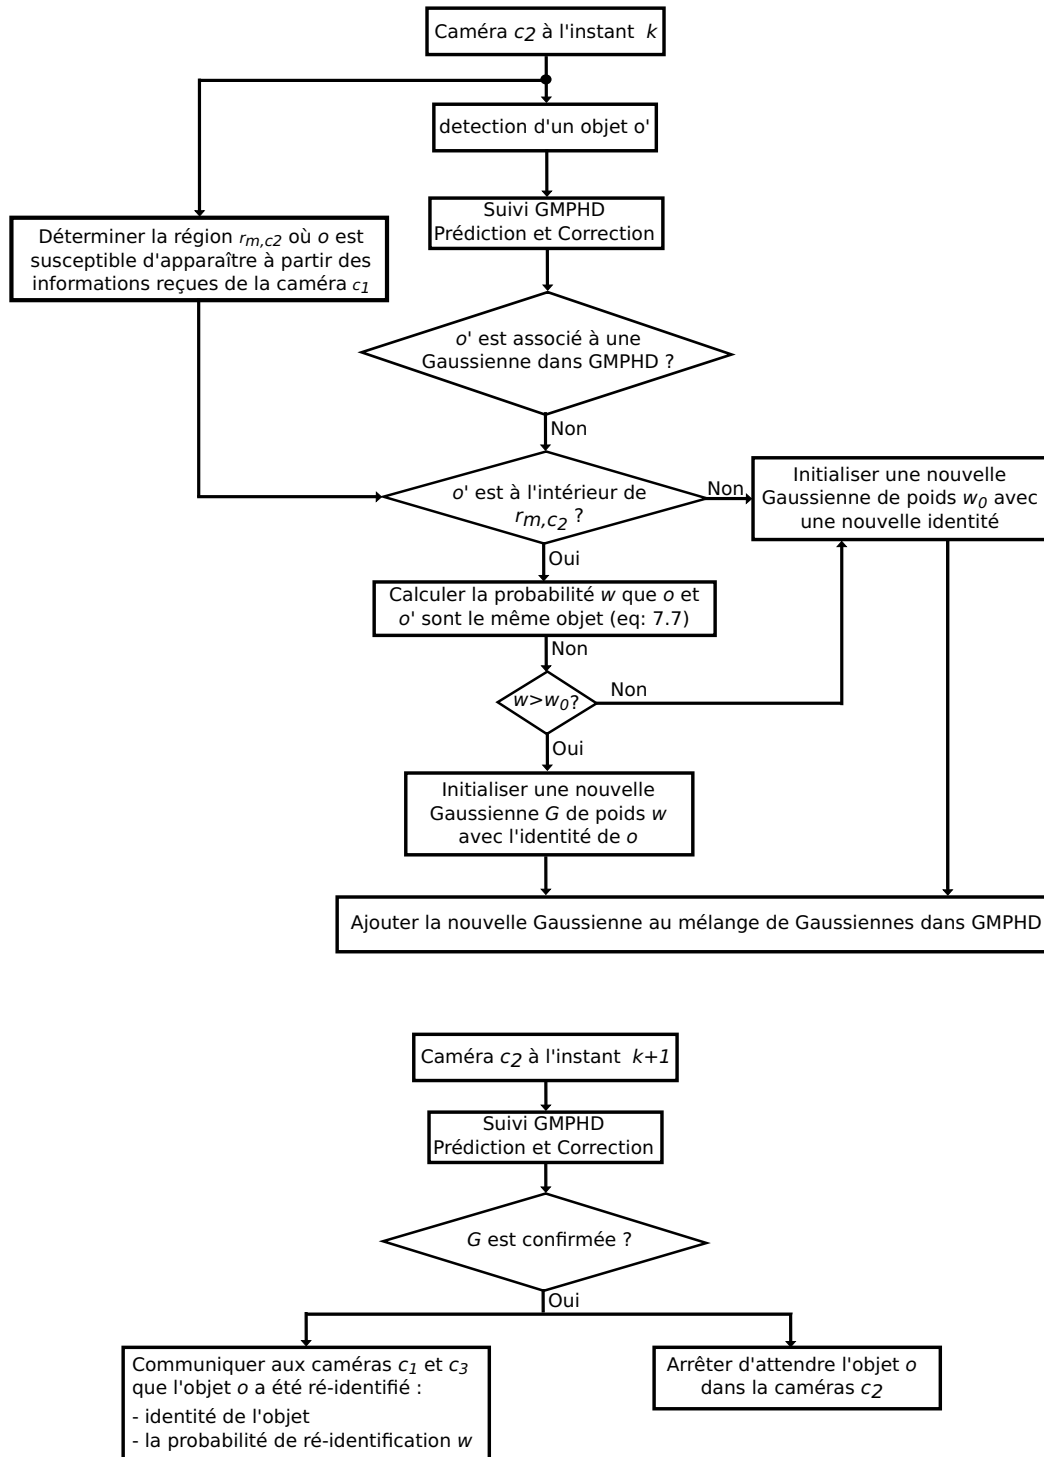 Caméra c2 à l'instant k
detection d'un objet o'
Suivi GMPHD
Prédiction et Correction
Déterminer la région rm,c2 où o est
susceptible d'apparaître à partir des
informations reçues de la caméra c1
o' est associé à une
Gaussienne dans GMPHD ?
Non
o' est à l'intérieur de
rm,c2 ?
Non
Initialiser une nouvelle
Gaussienne de poids w0 avec
une nouvelle identité
Oui
Calculer la probabilité w que o et
o' sont le même objet (eq: 7.7)
Non
w>w0?
Non
Oui
Initialiser une nouvelle
Gaussienne G de poids w
avec l'identité de o
Ajouter la nouvelle Gaussienne au mélange de Gaussiennes dans GMPHD
Caméra c2 à l'instant k+1
Suivi GMPHD
Prédiction et Correction
G est confirmée ?
Oui
Communiquer aux caméras c1 et c3
que l'objet o a été ré-identifié :
- identité de l'objet
- la probabilité de ré-identification w
Arrêter d'attendre l'objet o
dans la caméras c2